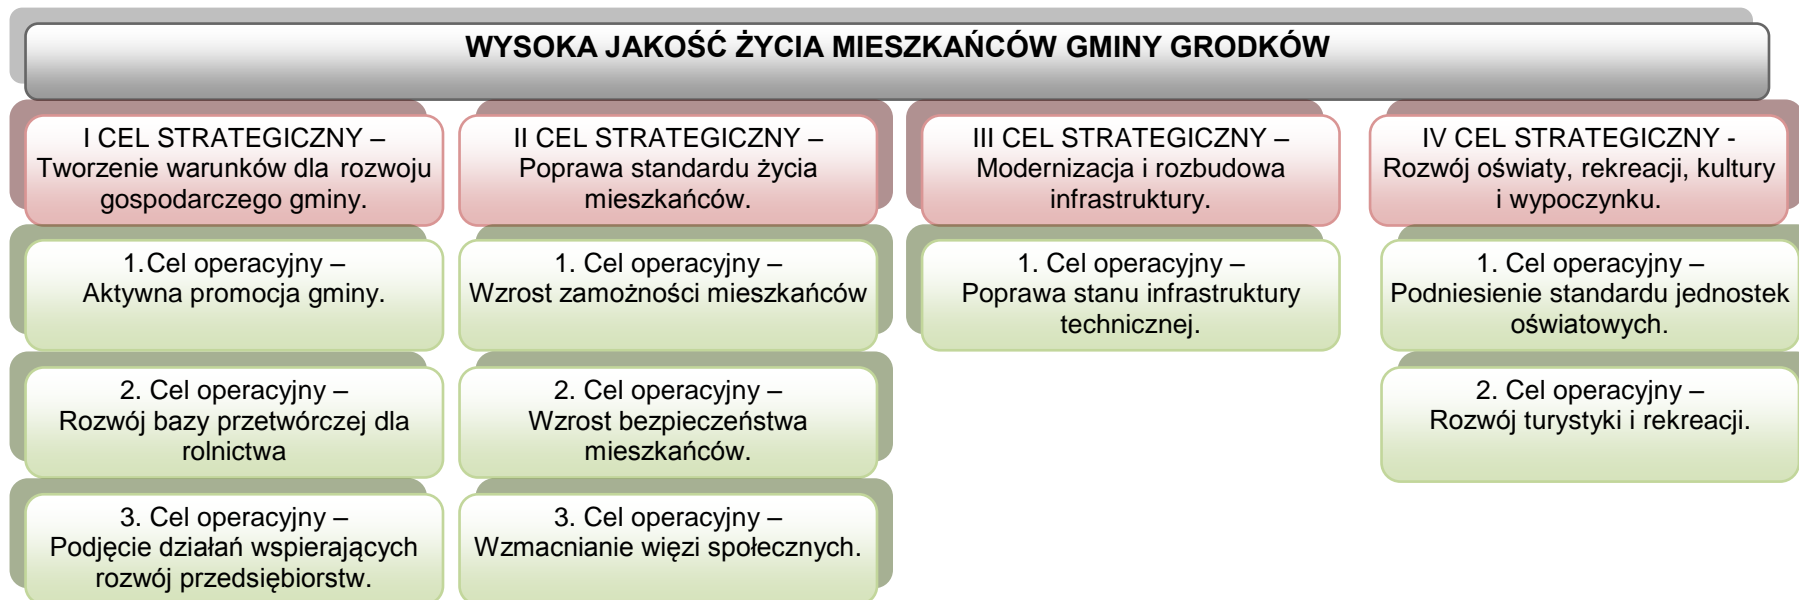 WYSOKA JAKOŚĆ ŻYCIA MIESZKAŃCÓW GMINY GRODKÓW
I CEL STRATEGICZNY –
Tworzenie warunków dla rozwoju
gospodarczego gminy.
1.Cel operacyjny –
Aktywna promocja gminy.
2. Cel operacyjny –
Rozwój bazy przetwórczej dla
rolnictwa
3. Cel operacyjny –
Podjęcie działań wspierających
rozwój przedsiębiorstw.
II CEL STRATEGICZNY –
Poprawa standardu życia
mieszkańców.
1. Cel operacyjny –
Wzrost zamożności mieszkańców
2. Cel operacyjny –
Wzrost bezpieczeństwa
mieszkańców.
3. Cel operacyjny –
Wzmacnianie więzi społecznych.
III CEL STRATEGICZNY –
Modernizacja i rozbudowa
infrastruktury.
1. Cel operacyjny –
Poprawa stanu infrastruktury
technicznej.
IV CEL STRATEGICZNY -
Rozwój oświaty, rekreacji, kultury
i wypoczynku.
1. Cel operacyjny –
Podniesienie standardu jednostek
oświatowych.
2. Cel operacyjny –
Rozwój turystyki i rekreacji.